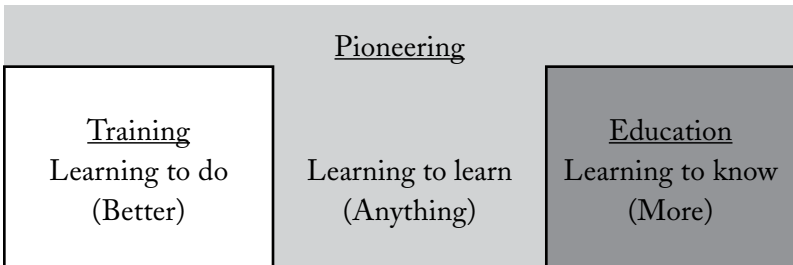 Pioneering
Training
Learning to do
(Better)
Learning to learn
(Anything)
Education
Learning to know
(More)